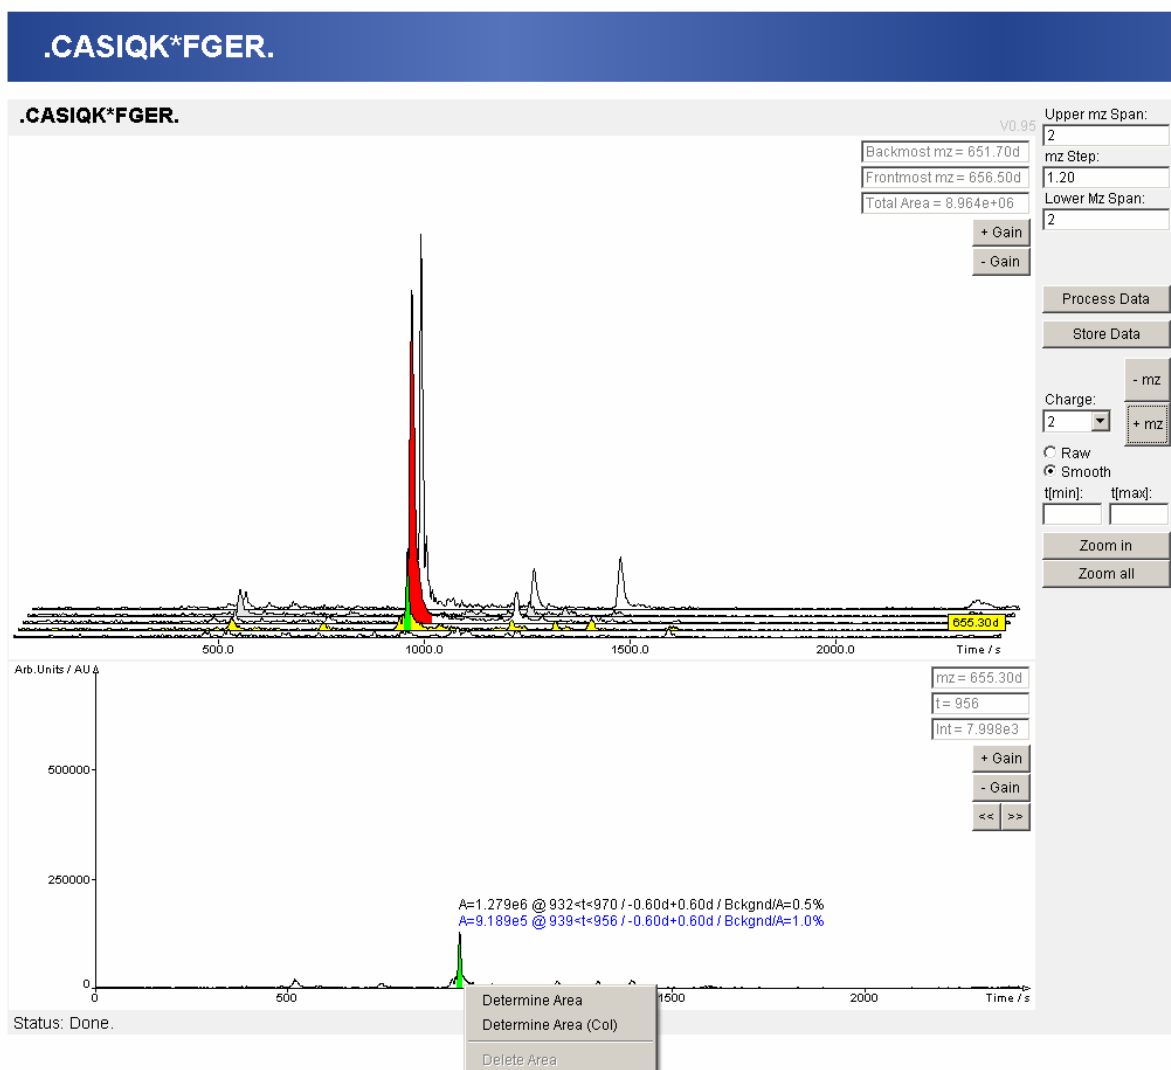 .CASIQK*FGER.
.CASIQK*FGER.
V0.95
Backmost mz = 651.70d
Frontmost mz = 656.50d
Total Area = 8.964e+06
+ Gain
- Gain
Upper mz Span:
2
mz Step:
1.20
Lower Mz Span:
2
Process Data
Store Data
- mz
Charge:
2
+ mz
Raw
Smooth
t[min]: t[max]:
Zoom in
Zoom all
655.30d
500.0 1000.0 1500.0 2000.0 Time / s
Arb.Units / AU
mz = 655.30d
t = 956
Int = 7.998e3
+ Gain
- Gain
<< >>
500000
250000
A=1.279e6 @ 932<t<970 / -0.60d+0.60d / Bckgnd/A=0.5%
A=9.189e5 @ 939<t<956 / -0.60d+0.60d / Bckgnd/A=1.0%
0
0 500 1500 2000 Time / s
Determine Area
Determine Area (Col)
Delete Area
Status: Done.